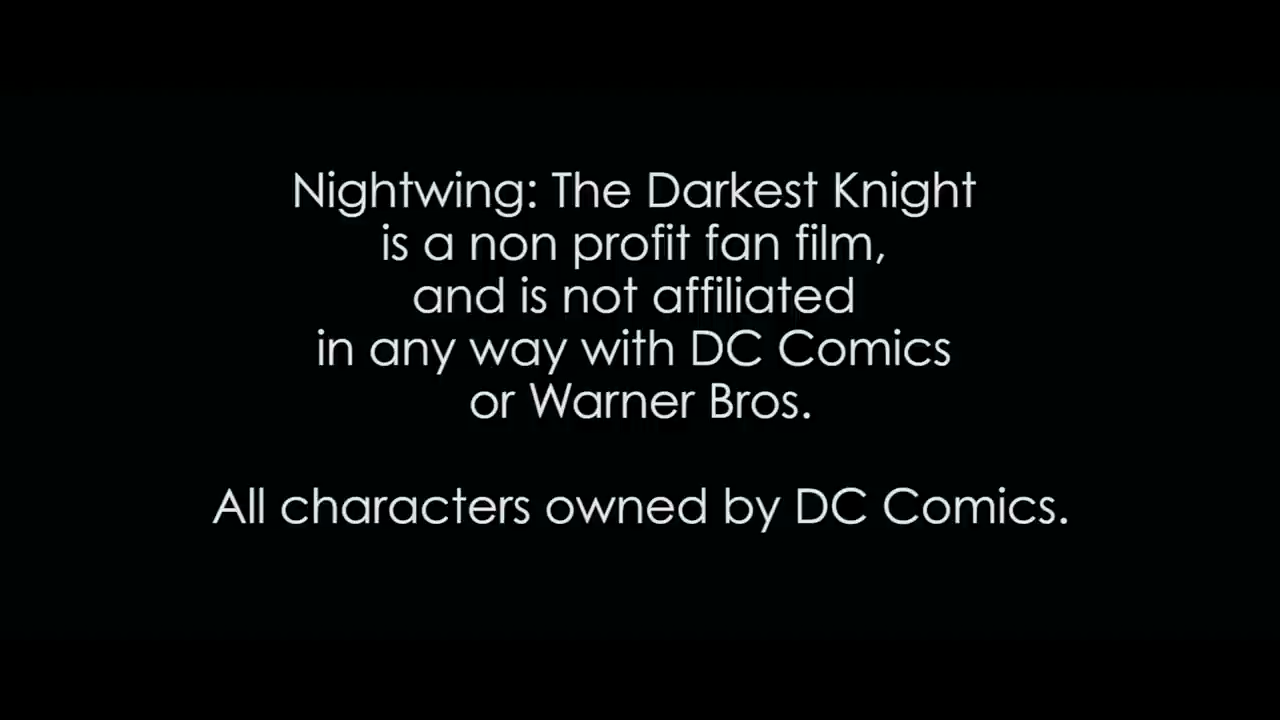 Nightwing: The Darkest Knight
is a non profit fan film,
and is not affiliated
in any way with DC Comics
or Warner Bros.
All characters owned by DC Comics.